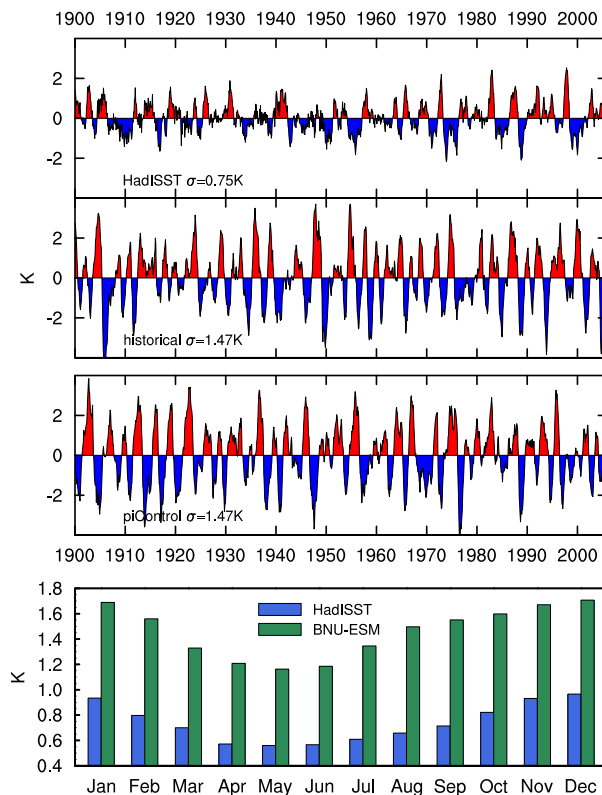 1900 1910 1920 1930 1940 1950 1960 1970 1980 1990 2000
2
0
-2
HadISST σ=0.75K
2
0
-2
K
historical σ=1.47K
2
0
-2
piControl σ=1.47K
1900 1910 1920 1930 1940 1950 1960 1970 1980 1990 2000
1.8
1.6
1.4
1.2
1.0
0.8
0.6
0.4
K
HadISST
BNU-ESM
Jan Feb Mar Apr May Jun Jul Aug Sep Oct Nov Dec